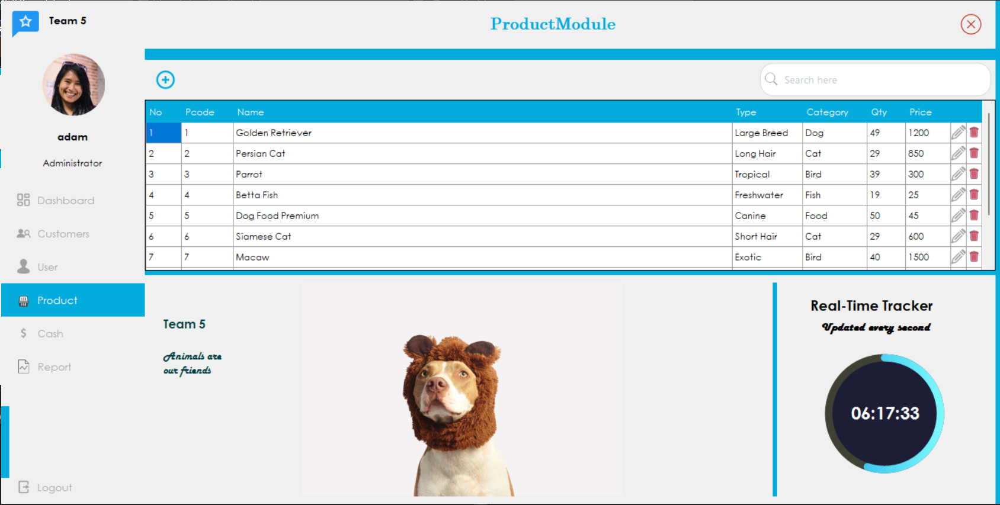 Team 5
ProductModule
adam
Administrator
Dashboard
Customers
User
Product
Cash
Report
Logout
Search here
No Pcode Name Type Category Qty Price
1 1 Golden Retriever Large Breed Dog 49 1200
2 2 Persian Cat Long Hair Cat 29 850
3 3 Parrot Tropical Bird 39 300
4 4 Betta Fish Freshwater Fish 19 25
5 5 Dog Food Premium Canine Food 50 45
6 6 Siamese Cat Short Hair Cat 29 600
7 7 Macaw Exotic Bird 40 1500
Team 5
Animals are
our friends
Real-Time Tracker
Updated every second
06:17:33